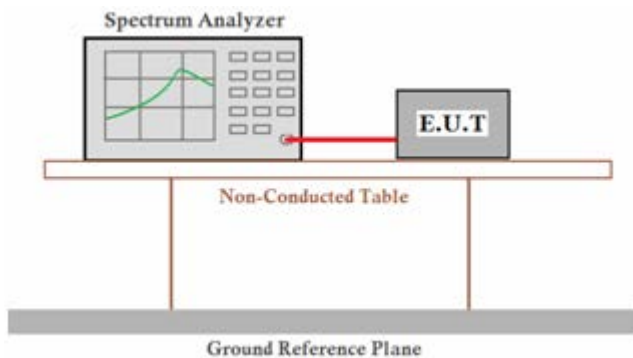 Spectrum Analyzer
E.U.T
Non-Conducted Table
Ground Reference Plane